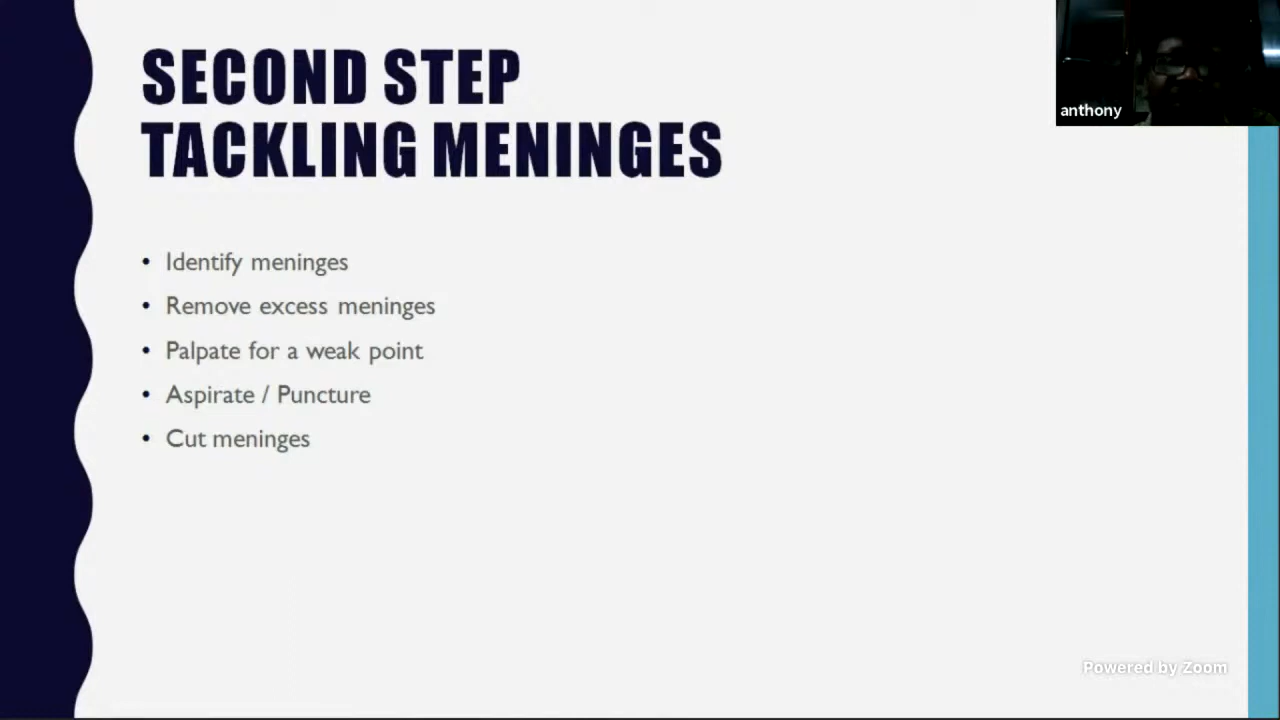 SECOND STEP
TACKLING MENINGES
anthony
• Identify meninges
• Remove excess meninges
• Palpate for a weak point
• Aspirate / Puncture
• Cut meninges
Powered by Zoom